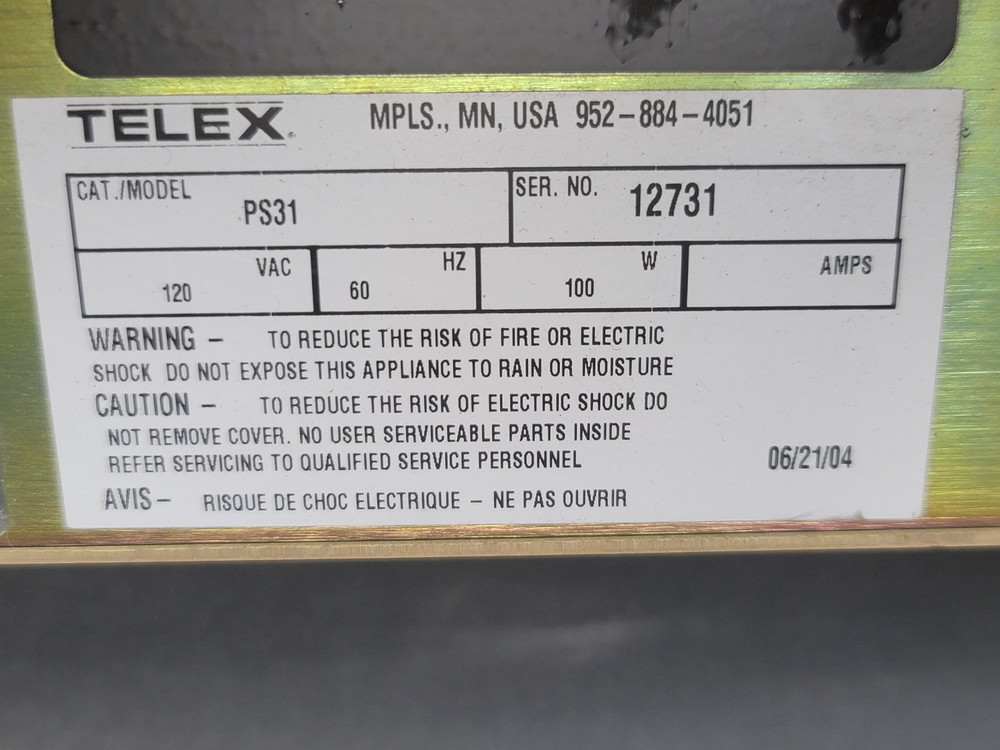 TELEX. MPLS., MN, USA 952-884-4051
CAT./MODEL PS31 SER. NO. 12731
VAC 120 HZ 60 W 100 AMPS
WARNING - TO REDUCE THE RISK OF FIRE OR ELECTRIC
SHOCK DO NOT EXPOSE THIS APPLIANCE TO RAIN OR MOISTURE
CAUTION - TO REDUCE THE RISK OF ELECTRIC SHOCK DO
NOT REMOVE COVER. NO USER SERVICEABLE PARTS INSIDE
REFER SERVICING TO QUALIFIED SERVICE PERSONNEL 06/21/04
AVIS - RISQUE DE CHOC ELECTRIQUE - NE PAS OUVRIR